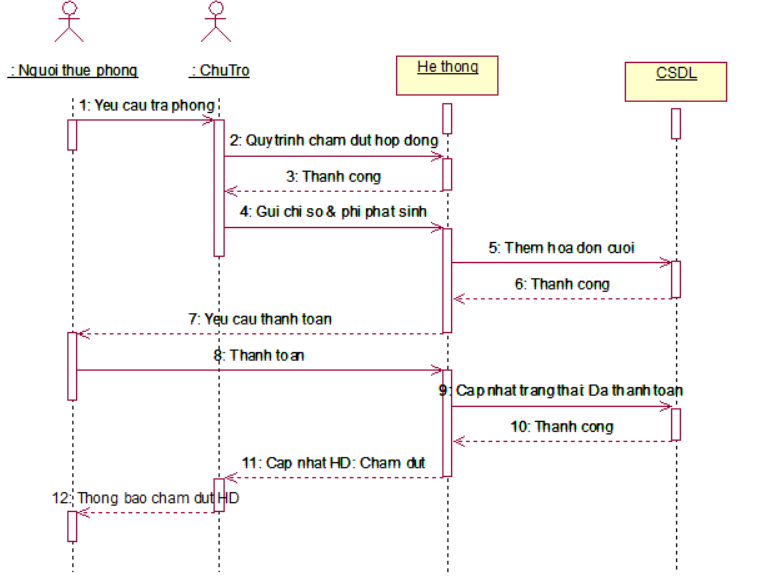 : Nguoi thue phong
: ChuTro
He thong
CSDL
1: Yeu cau tra phong
2: Quy trinh cham dut hop dong
3: Thanh cong
4: Gui chi so & phi phat sinh
5: Them hoa don cuoi
6: Thanh cong
7: Yeu cau thanh toan
8: Thanh toan
9: Cap nhat trang thai: Da thanh toan
10: Thanh cong
11: Cap nhat HD: Cham dut
12: Thong bao cham dut HD